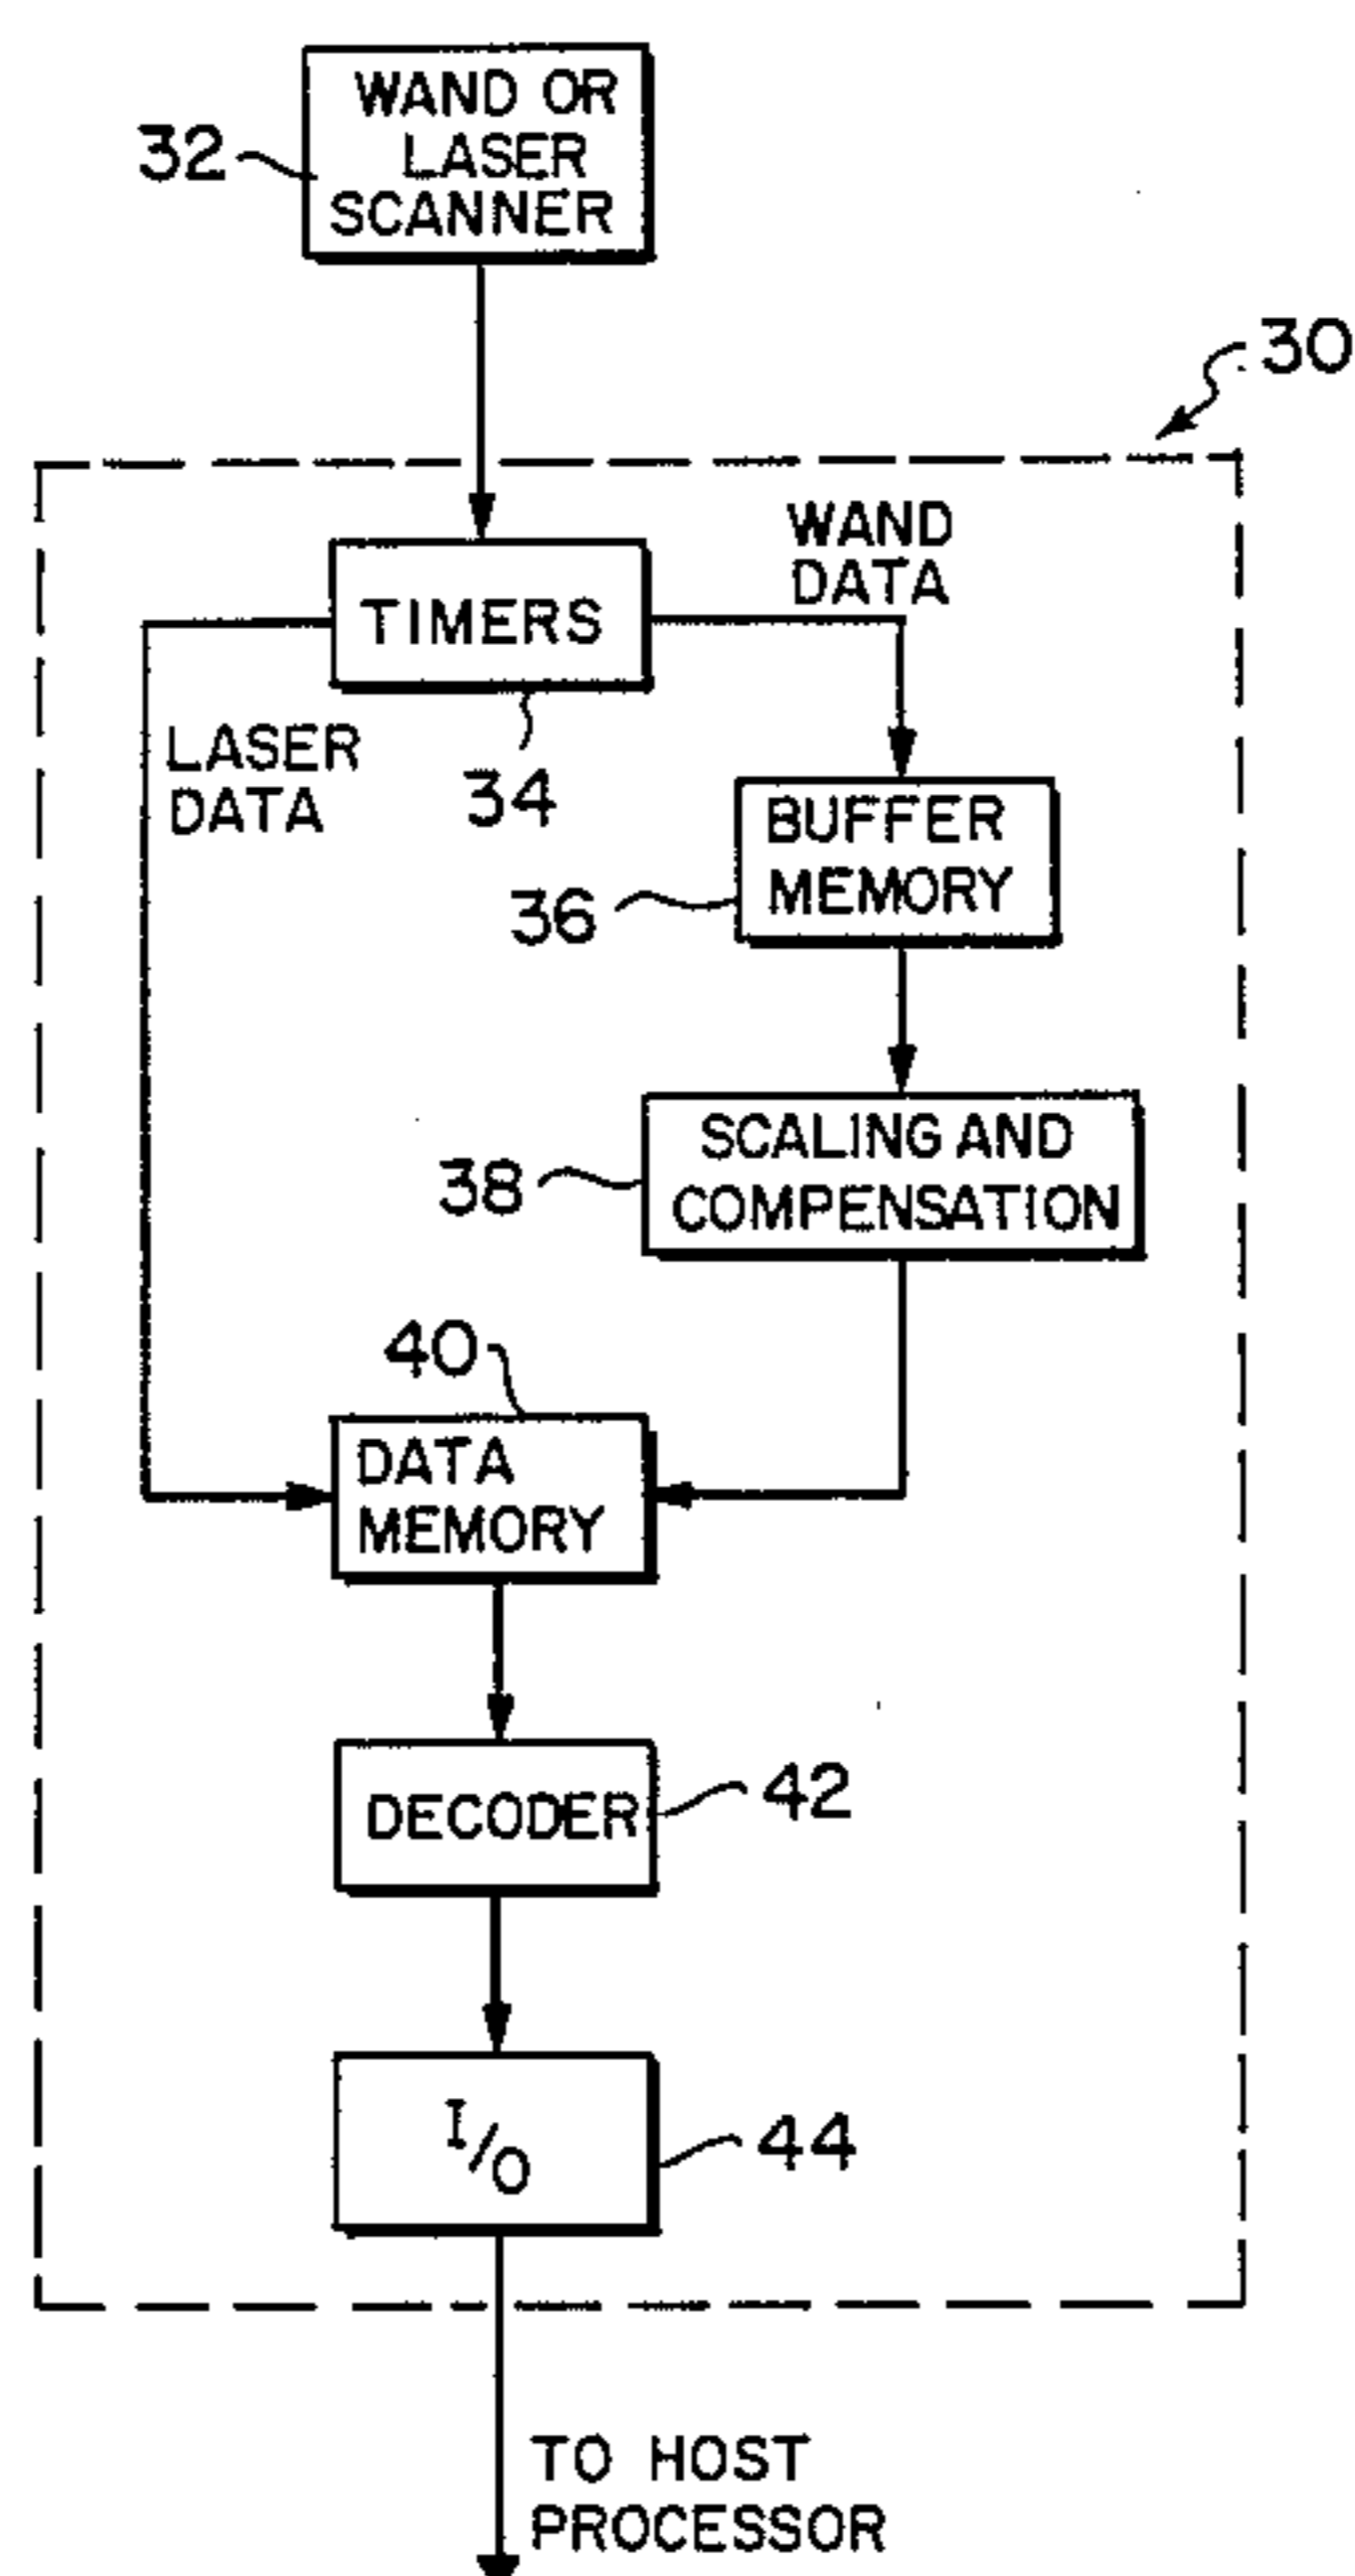 WAND OR
LASER
SCANNER
32
30
WAND
DATA
TIMERS
LASER
DATA
34
BUFFER
MEMORY
36
SCALING AND
COMPENSATION
38
40
DATA
MEMORY
DECODER
42
I/O
44
TO HOST
PROCESSOR